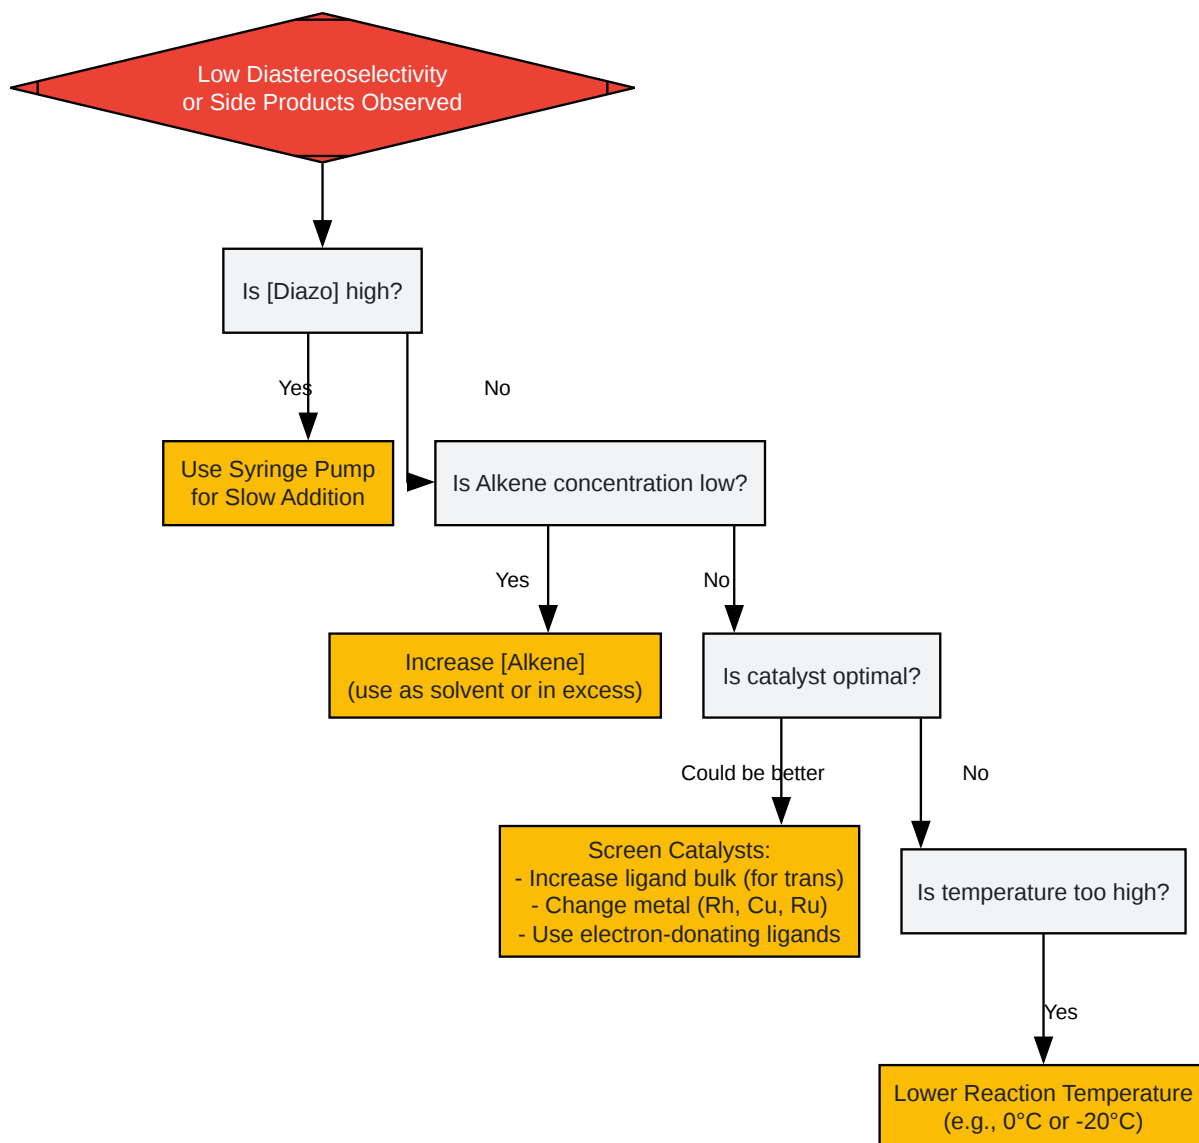 Low Diastereoselectivity
or Side Products Observed
Is [Diazo] high?
Yes
No
Use Syringe Pump
for Slow Addition
Is Alkene concentration low?
Yes
No
Increase [Alkene]
(use as solvent or in excess)
Is catalyst optimal?
Could be better
No
Screen Catalysts:
- Increase ligand bulk (for trans)
- Change metal (Rh, Cu, Ru)
- Use electron-donating ligands
Is temperature too high?
Yes
Lower Reaction Temperature
(e.g., 0°C or -20°C)